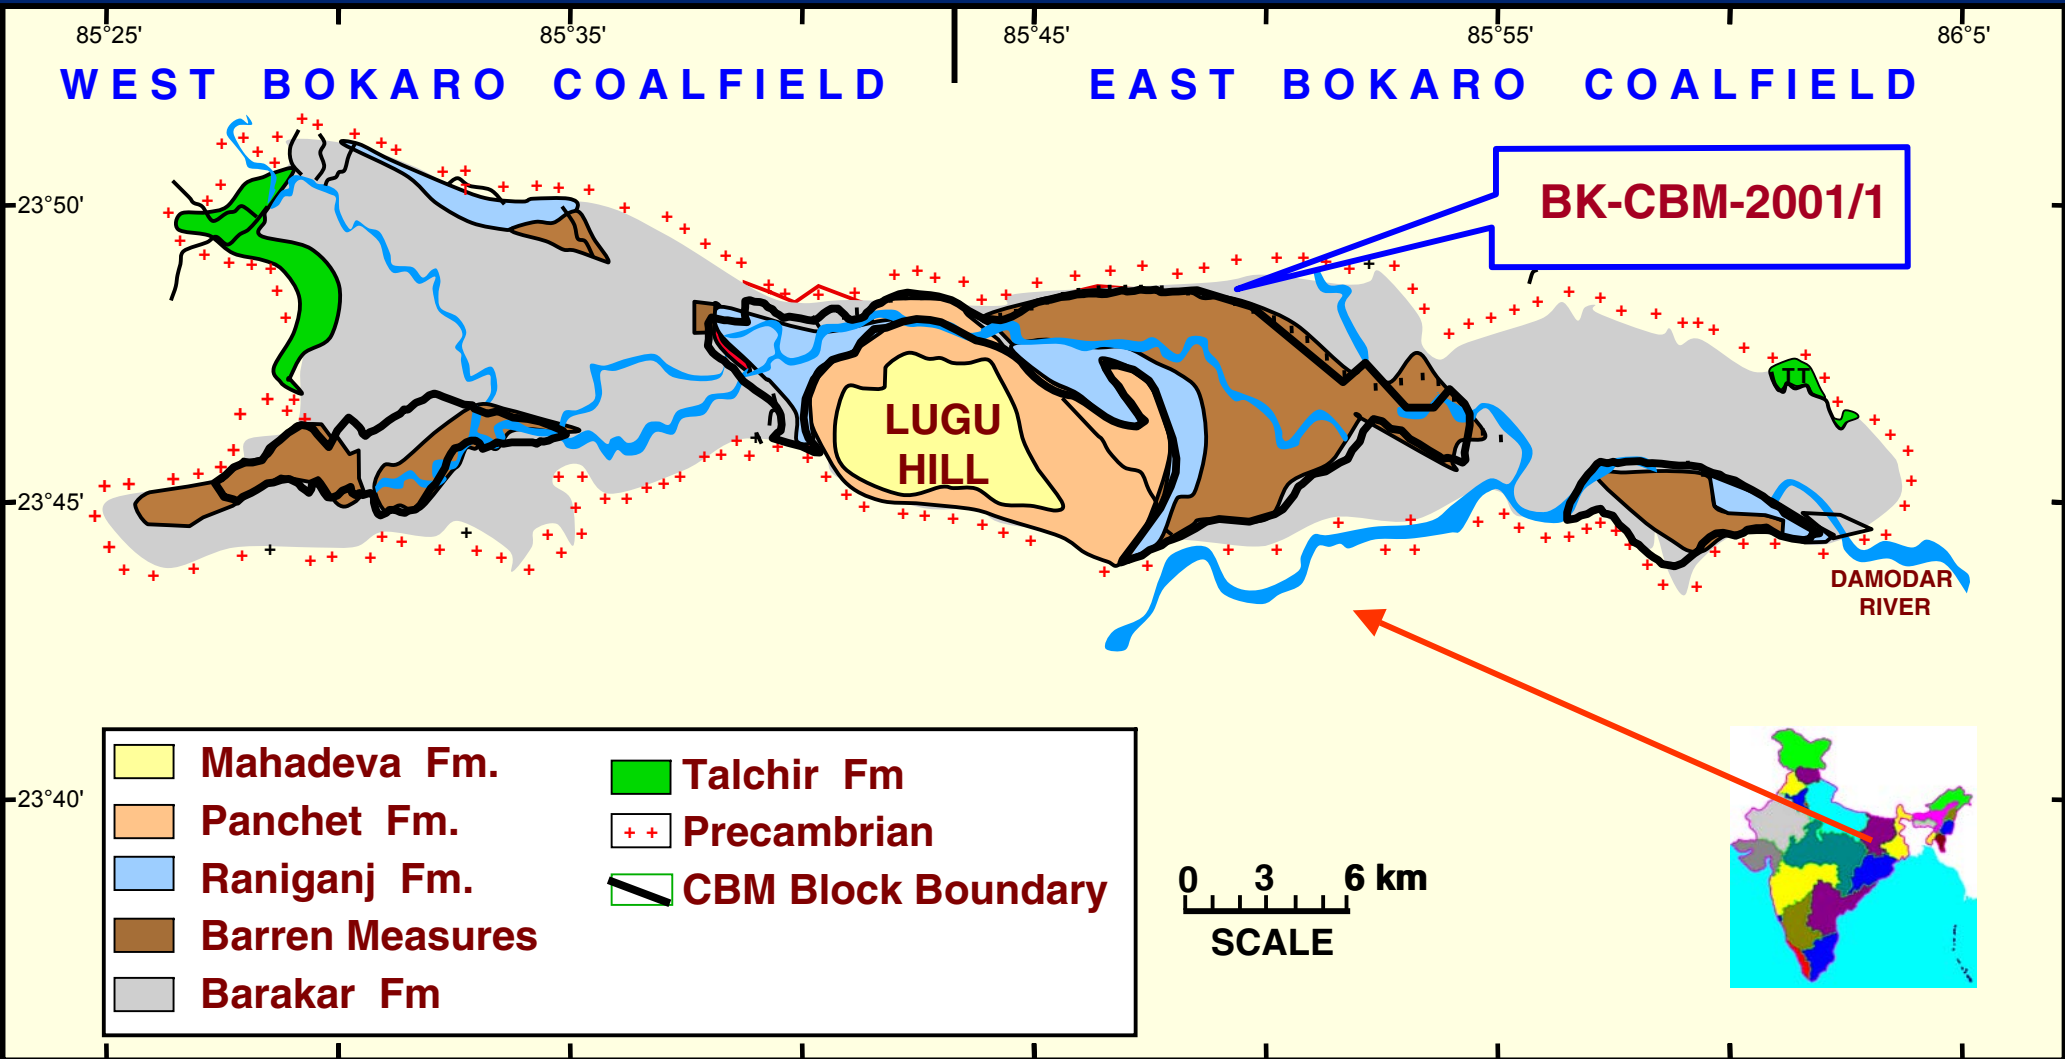 85°25'
85°35'
85°45'
85°55'
86°5'
WEST BOKARO COALFIELD
EAST BOKARO COALFIELD
BK-CBM-2001/1
23°50'
23°45'
23°40'
LUGU
HILL
TT
DAMODAR
RIVER
Mahadeva Fm.
Panchet Fm.
Raniganj Fm.
Barren Measures
Barakar Fm
Talchir Fm
Precambrian
CBM Block Boundary
0 3 6 km
SCALE